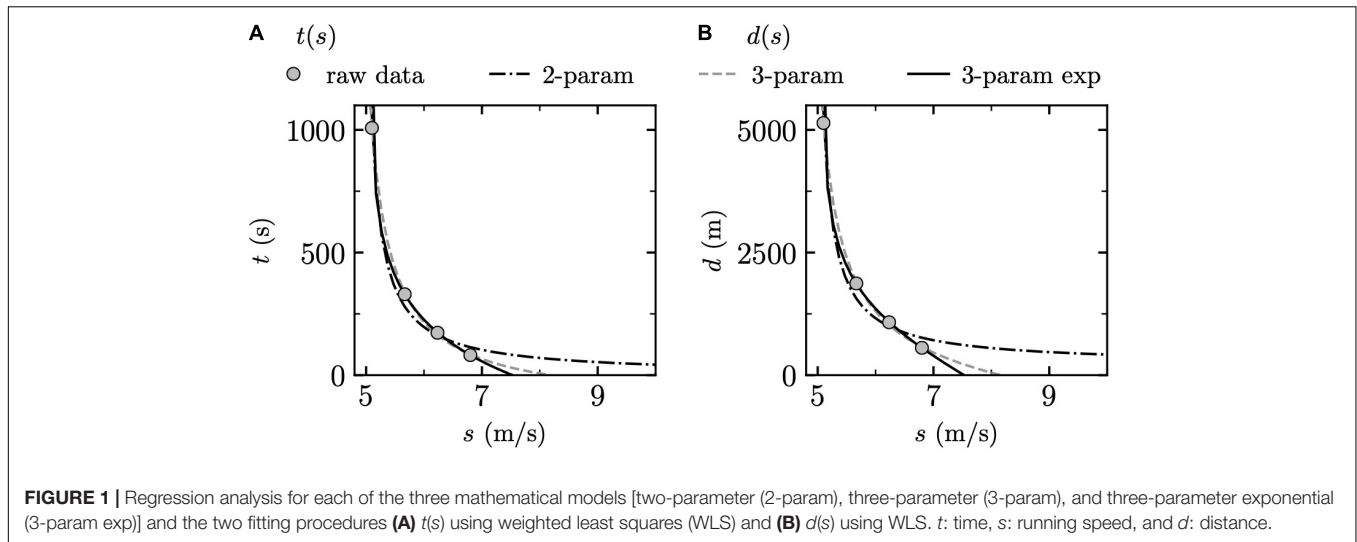 A t(s)
B d(s)
raw data 2-param 3-param 3-param exp
1000
500
0
t (s)
5 7 9
s (m/s)
5000
2500
0
d (m)
5 7 9
s (m/s)
FIGURE 1 | Regression analysis for each of the three mathematical models [two-parameter (2-param), three-parameter (3-param), and three-parameter exponential
(3-param exp)] and the two fitting procedures (A) t(s) using weighted least squares (WLS) and (B) d(s) using WLS. t: time, s: running speed, and d: distance.